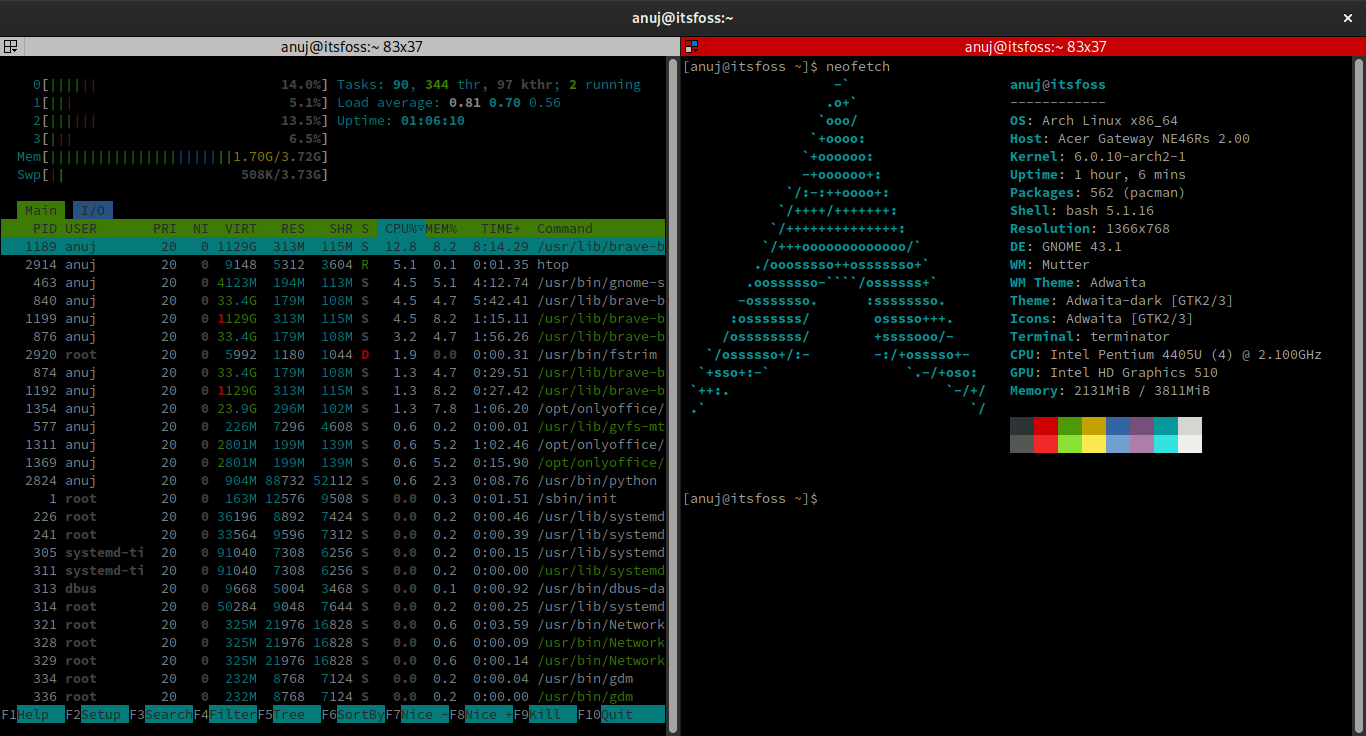 anuj@itsfoss:~
×
anuj@itsfoss:~ 83x37
0[||||||                            14.0%] Tasks: 90, 344 thr, 97 kthr; 2 running
1[|||                                5.1%] Load average: 0.81 0.70 0.56
2[||||||                            13.5%] Uptime: 01:06:10
3[|||                                6.5%]
Mem[|||||||||||||||||||||||1.70G/3.72G]
Swp[||                      508K/3.73G]
Main I/O
PID USER PRI NI VIRT RES SHR S CPU%▽MEM% TIME+ Command
1189 anuj 20 0 1129G 313M 115M S 12.8 8.2 8:14.29 /usr/lib/brave-b
2914 anuj 20 0 9148 5312 3604 R 5.1 0.1 0:01.35 htop
463 anuj 20 0 4123M 194M 113M S 4.5 5.1 4:12.74 /usr/bin/gnome-s
840 anuj 20 0 33.4G 179M 108M S 4.5 4.7 5:42.41 /usr/lib/brave-b
1199 anuj 20 0 1129G 313M 115M S 4.5 8.2 1:15.11 /usr/lib/brave-b
876 anuj 20 0 33.4G 179M 108M S 3.2 4.7 1:56.26 /usr/lib/brave-b
2920 root 20 0 5992 1180 1044 D 1.9 0.0 0:00.31 /usr/bin/fstrim
874 anuj 20 0 33.4G 179M 108M S 1.3 4.7 0:29.51 /usr/lib/brave-b
1192 anuj 20 0 1129G 313M 115M S 1.3 8.2 0:27.42 /usr/lib/brave-b
1354 anuj 20 0 23.9G 296M 102M S 1.3 7.8 1:06.20 /opt/onlyoffice/
577 anuj 20 0 226M 7296 4608 S 0.6 0.2 0:00.01 /usr/lib/gvfs-mt
1311 anuj 20 0 2801M 199M 139M S 0.6 5.2 1:02.46 /opt/onlyoffice/
1369 anuj 20 0 2801M 199M 139M S 0.6 5.2 0:15.90 /opt/onlyoffice/
2824 anuj 20 0 904M 88732 52112 S 0.6 2.3 0:08.76 /usr/bin/python
1 root 20 0 163M 12576 9508 S 0.0 0.3 0:01.51 /sbin/init
226 root 20 0 36196 8892 7424 S 0.0 0.2 0:00.46 /usr/lib/systemd
241 root 20 0 33564 9596 7312 S 0.0 0.2 0:00.39 /usr/lib/systemd
305 systemd-ti 20 0 91040 7308 6256 S 0.0 0.2 0:00.15 /usr/lib/systemd
311 systemd-ti 20 0 91040 7308 6256 S 0.0 0.2 0:00.00 /usr/lib/systemd
313 dbus 20 0 9668 5004 3468 S 0.0 0.1 0:00.92 /usr/bin/dbus-da
314 root 20 0 50284 9048 7644 S 0.0 0.2 0:00.25 /usr/lib/systemd
321 root 20 0 325M 21976 16828 S 0.0 0.6 0:03.59 /usr/bin/Network
328 root 20 0 325M 21976 16828 S 0.0 0.6 0:00.09 /usr/bin/Network
329 root 20 0 325M 21976 16828 S 0.0 0.6 0:00.14 /usr/bin/Network
334 root 20 0 232M 8768 7124 S 0.0 0.2 0:00.04 /usr/bin/gdm
336 root 20 0 232M 8768 7124 S 0.0 0.2 0:00.00 /usr/bin/gdm
F1Help F2Setup F3SearchF4FilterF5Tree F6SortByF7Nice -F8Nice +F9Kill F10Quit
anuj@itsfoss:~ 83x37
[anuj@itsfoss ~]$ neofetch
-` anuj@itsfoss
.o+` ------------
`ooo/ OS: Arch Linux x86_64
`+oooo: Host: Acer Gateway NE46Rs 2.00
`+oooooo: Kernel: 6.0.10-arch2-1
-+oooooo+: Uptime: 1 hour, 6 mins
`/:-:++oooo+: Packages: 562 (pacman)
`/++++/+++++++: Shell: bash 5.1.16
`/++++++++++++++: Resolution: 1366x768
`/+++ooooooooooooo/` DE: GNOME 43.1
./ooosssso++osssssso+` WM: Mutter
.oossssso-````/ossssss+` WM Theme: Adwaita
-osssssso. :ssssssso. Theme: Adwaita-dark [GTK2/3]
:osssssss/ osssso+++. Icons: Adwaita [GTK2/3]
/ossssssss/ +ssssooo/- Terminal: terminator
`/ossssso+/:- -:/+osssso+- CPU: Intel Pentium 4405U (4) @ 2.100GHz
`+sso+:-` `.-/+oso: GPU: Intel HD Graphics 510
`++:. `-/+/ Memory: 2131MiB / 3811MiB
.` `/
[anuj@itsfoss ~]$